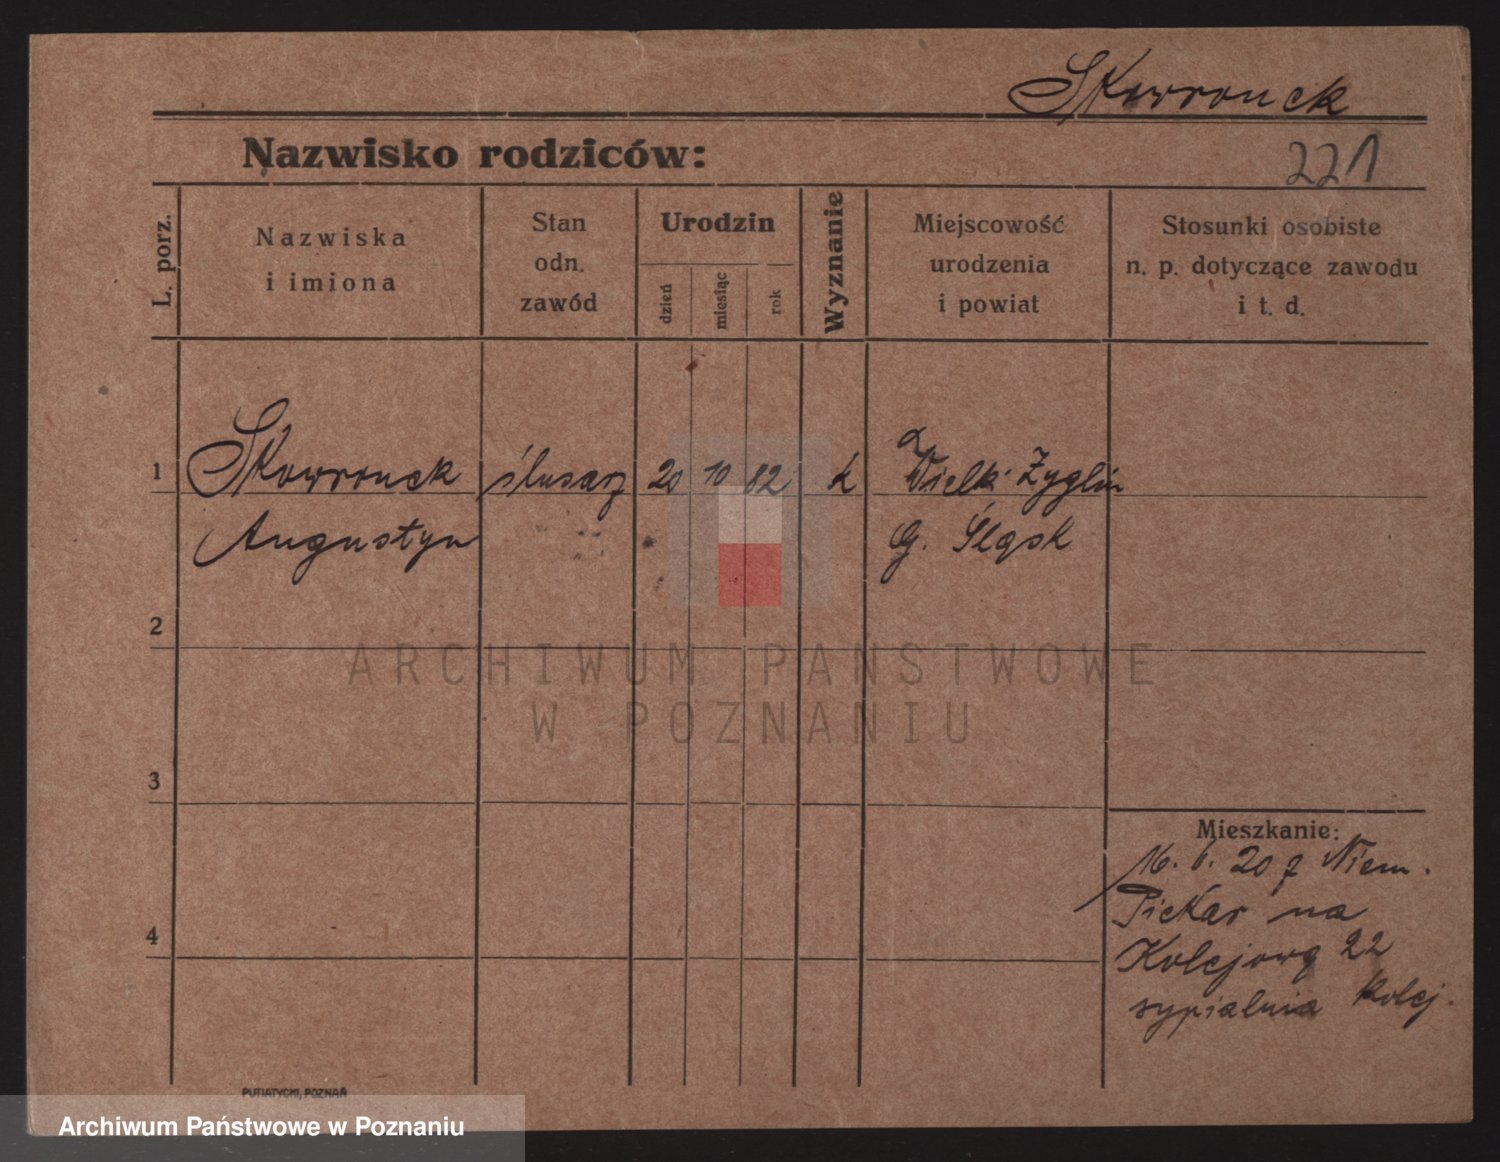 Skowronek
Nazwisko rodziców:
221
L. porz.
Nazwiska
i imiona
Stan
odn.
zawód
Urodzin
dzień
miesiąc
rok
Wyznanie
Miejscowość
urodzenia
i powiat
Stosunki osobiste
n. p. dotyczące zawodu
i t. d.
1
Skowronek
ślusarz
20
10
82
k
Wielk. Zyglin
Augustyn
G. Śląsk
2
3
4
Mieszkanie:
16. 6. 20 z Niem.
Piekar na
Kolejową 22
sypialnia kolej.
PUTIATYCKI, POZNAŃ
ARCHIWUM PAŃSTWOWE
W POZNANIU
Archiwum Państwowe w Poznaniu